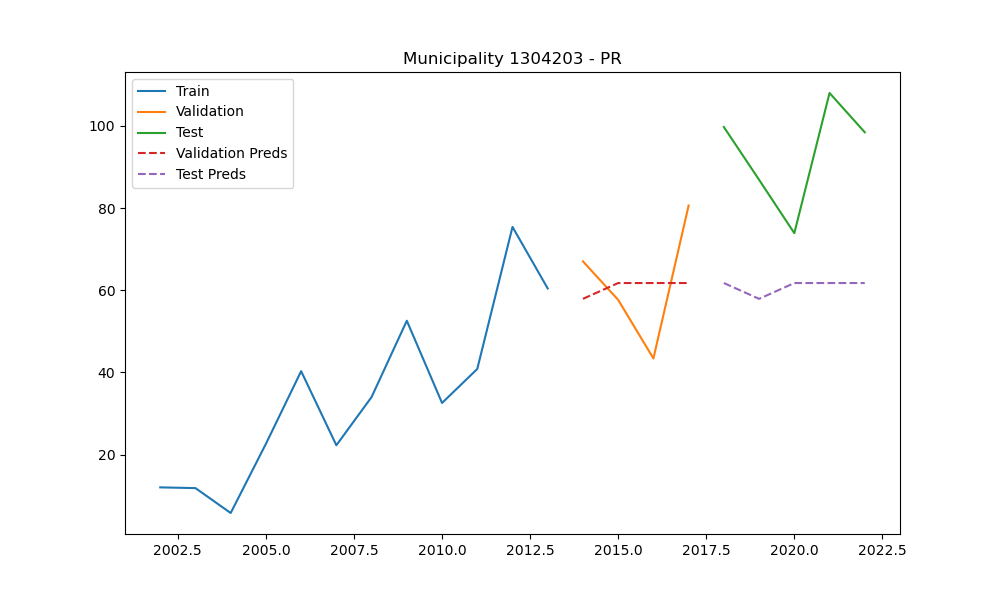 Municipality 1304203 - PR
Train
Validation
Test
Validation Preds
Test Preds
100
80
60
40
20
2002.5 2005.0 2007.5 2010.0 2012.5 2015.0 2017.5 2020.0 2022.5